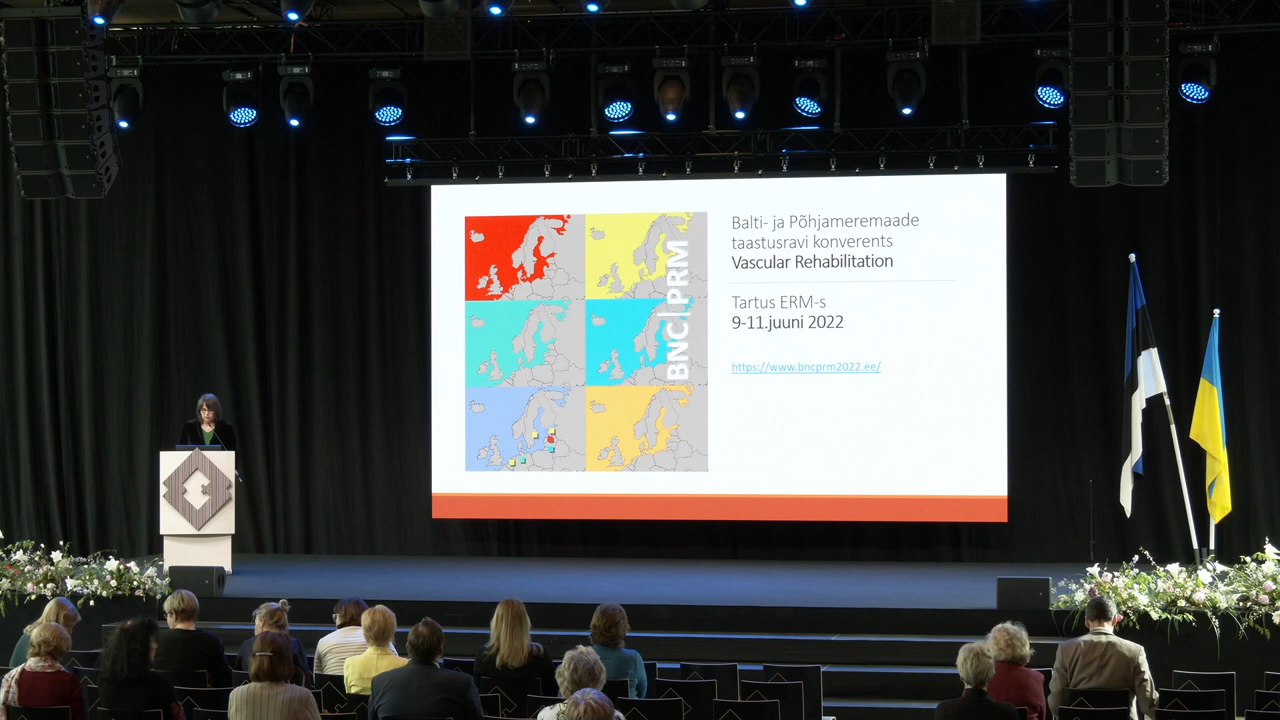 BNC|PRM
Balti- ja Põhjameremaade
taastusravi konverents
Vascular Rehabilitation
Tartus ERM-s
9-11.juuni 2022
https://www.bncprm2022.ee/